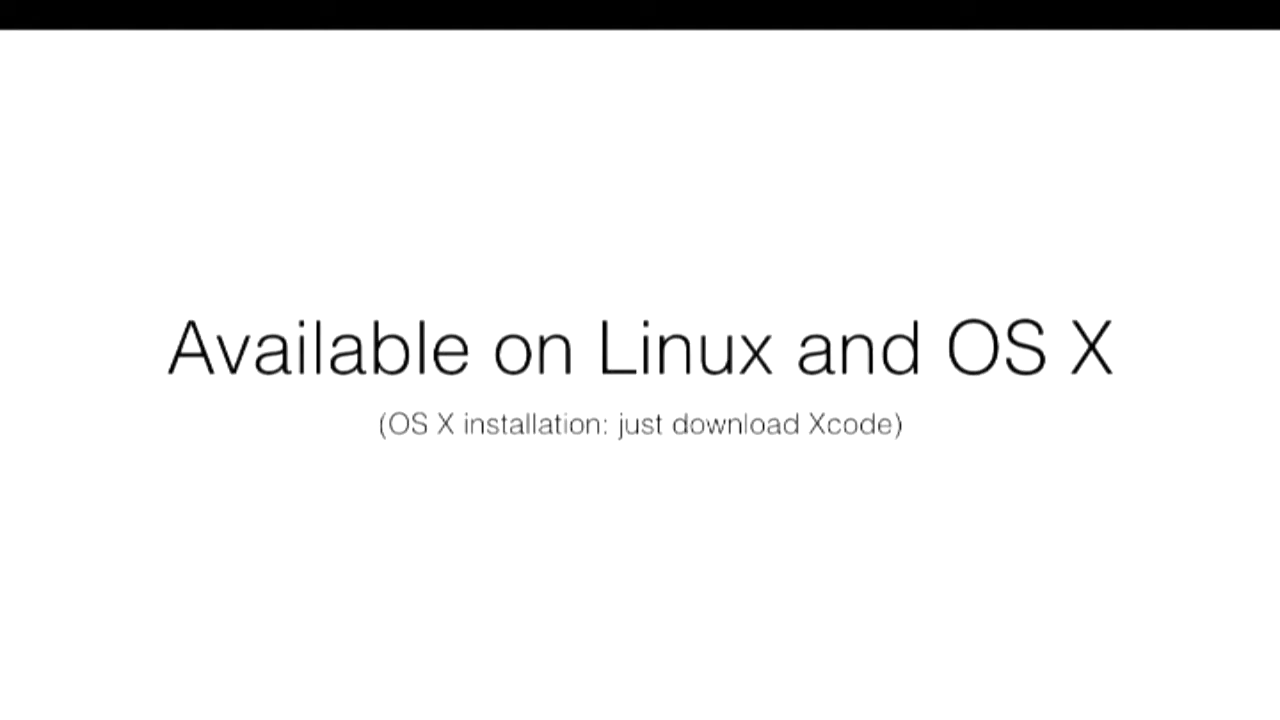 Available on Linux and OS X
(OS X installation: just download Xcode)